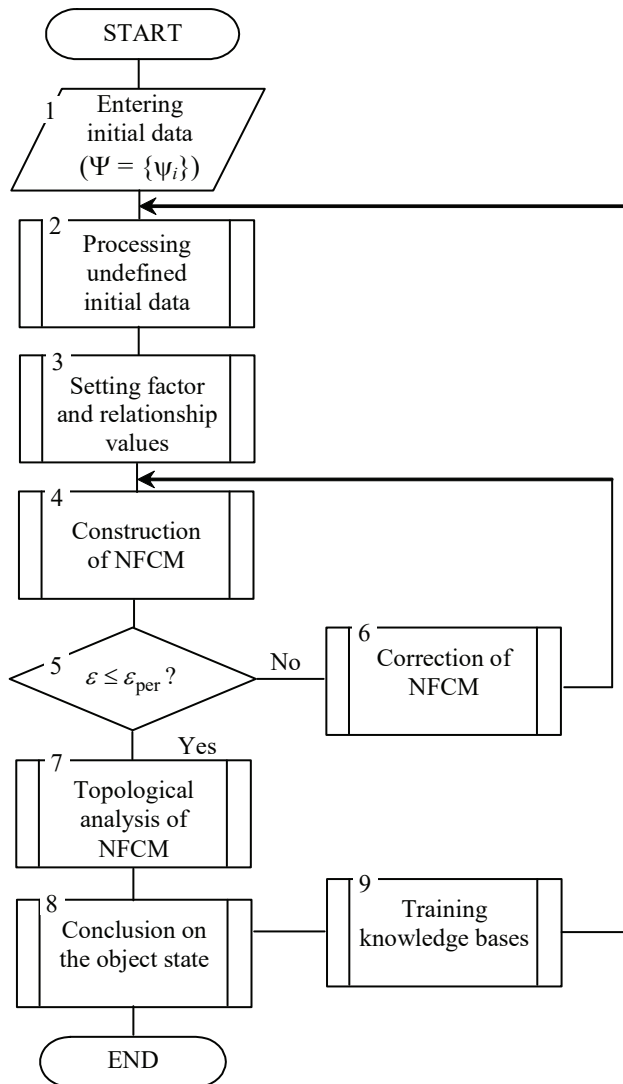 START
1
Entering
initial data
(Ψ = {ψi})
2
Processing
undefined
initial data
3
Setting factor
and relationship
values
4
Construction
of NFCM
5
ε ≤ εper ?
No
6
Correction of
NFCM
Yes
7
Topological
analysis of
NFCM
8
Conclusion on
the object state
9
Training
knowledge bases
END